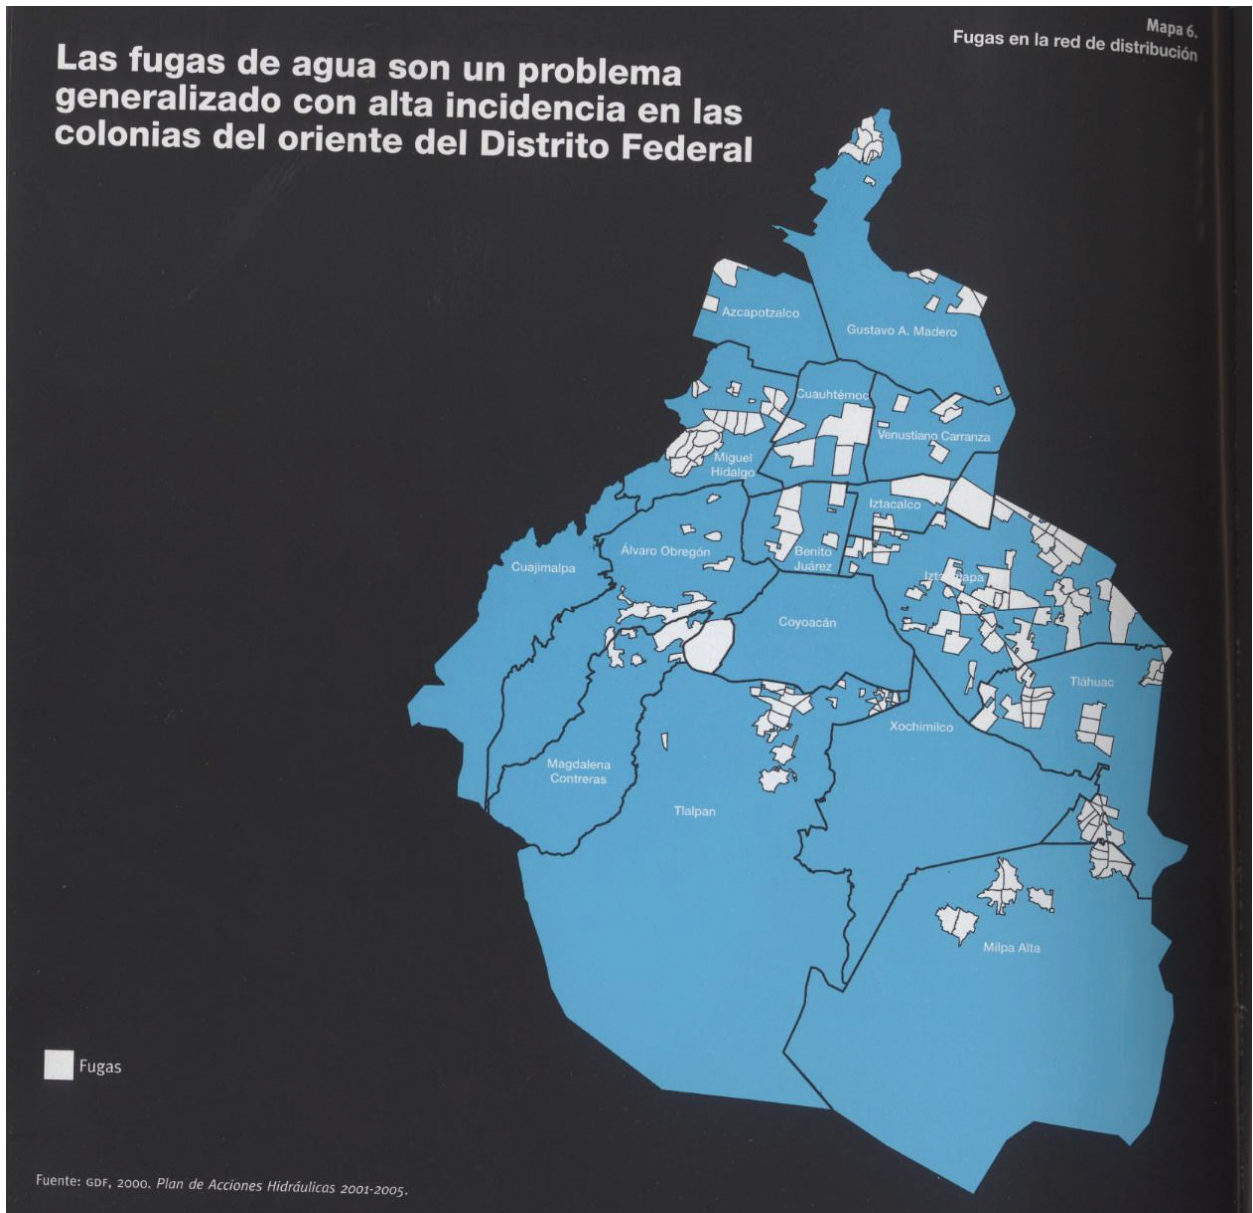 Mapa 6.
Fugas en la red de distribución
Las fugas de agua son un problema
generalizado con alta incidencia en las
colonias del oriente del Distrito Federal
Azcapotzalco
Gustavo A. Madero
Cuauhtémoc
Venustiano Carranza
Miguel
Hidalgo
Iztacalco
Álvaro Obregón
Benito
Juárez
Cuajimalpa
Iztapalapa
Coyoacán
Tláhuac
Xochimilco
Magdalena
Contreras
Tlalpan
Milpa Alta
Fugas
Fuente: GDF, 2000. Plan de Acciones Hidráulicas 2001-2005.